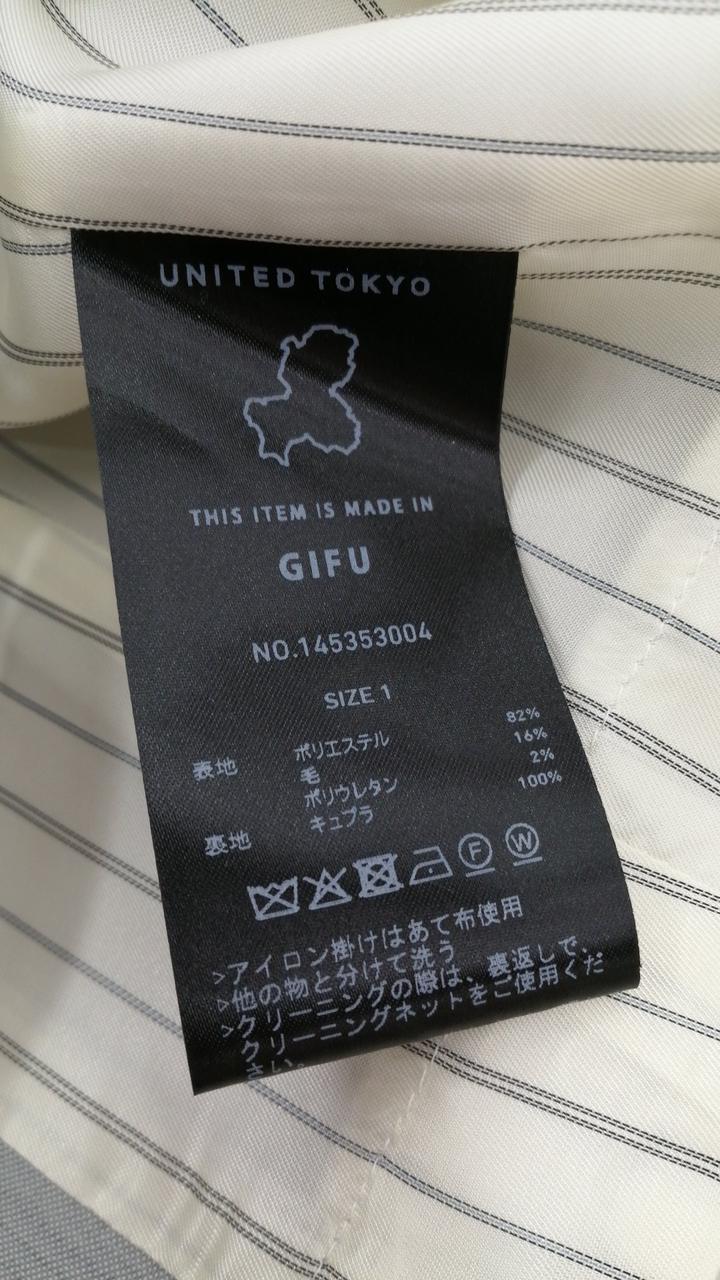 UNITED TOKYO
THIS ITEM IS MADE IN
GIFU
NO.145353004
SIZE 1
表地 ポリエステル 82%
毛 16%
ポリウレタン 2%
裏地 キュプラ 100%
F W
>アイロン掛けはあて布使用
>他の物と分けて洗う
>クリーニングの際は、裏返しで、
クリーニングネットをご使用くだ
さい。